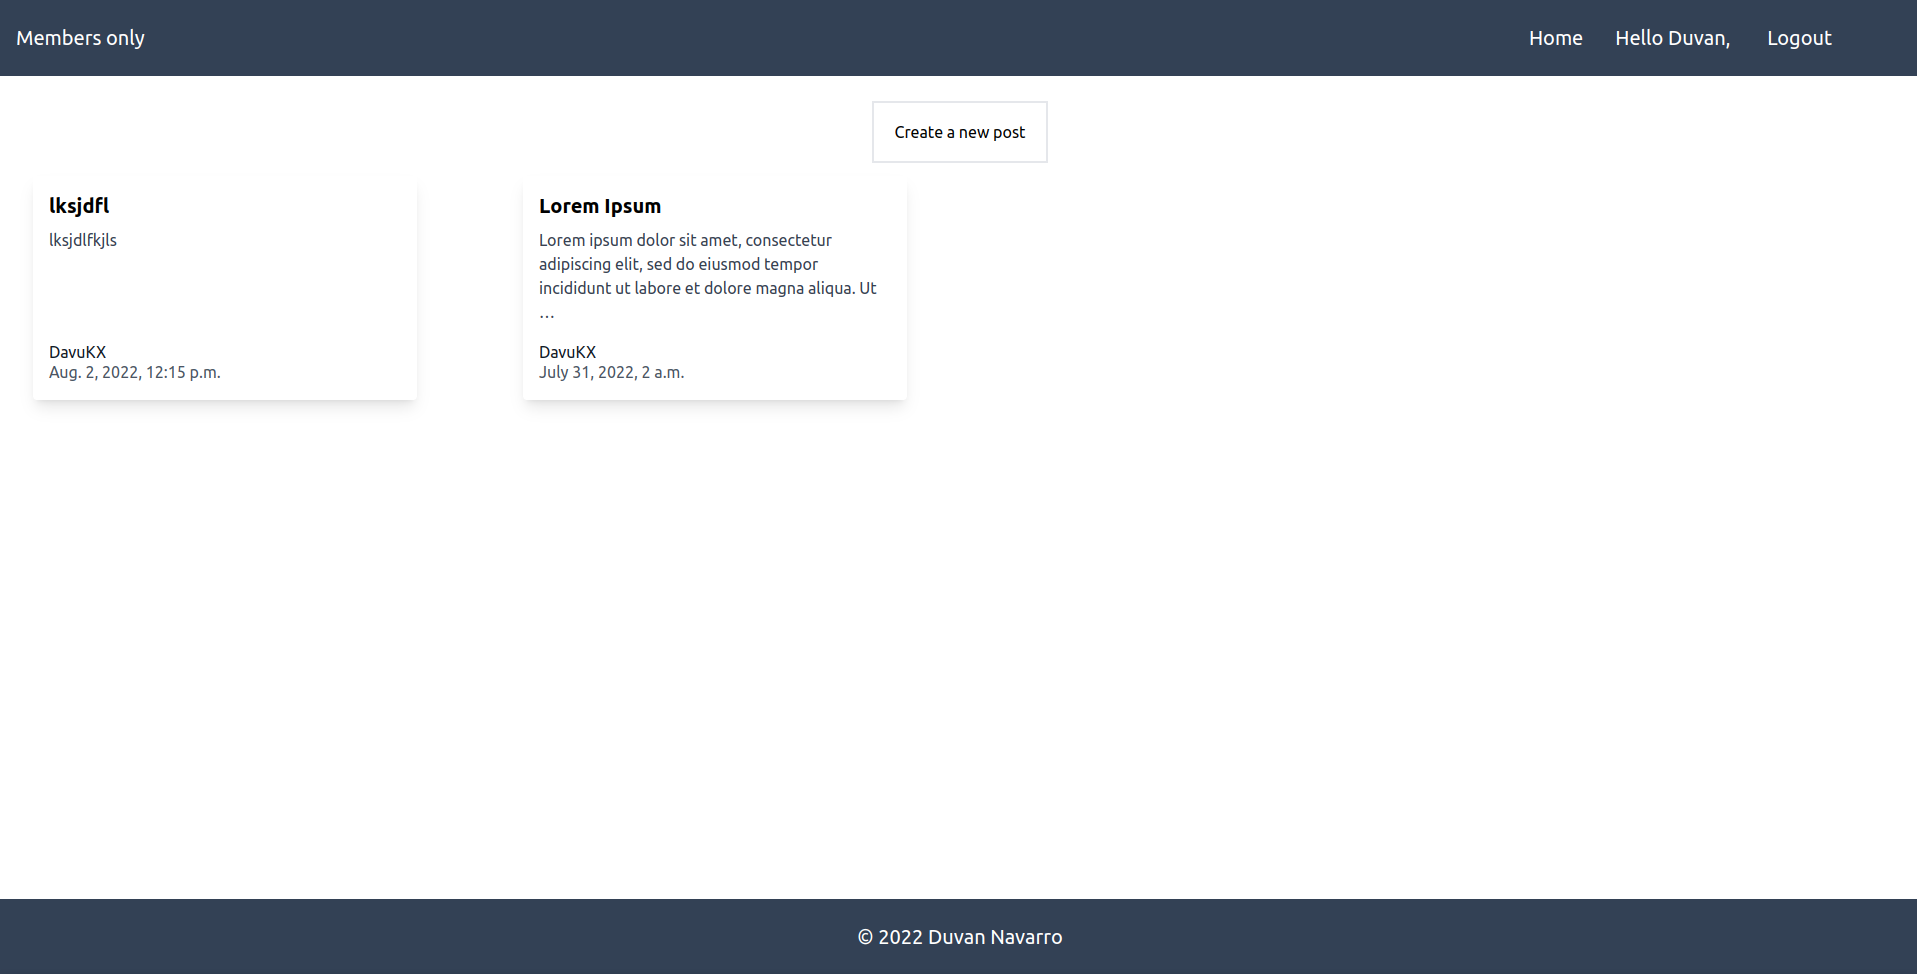 Members only
Home Hello Duvan, Logout
Create a new post
lksjdfl
lksjdlfkjls
DavuKX
Aug. 2, 2022, 12:15 p.m.
Lorem Ipsum
Lorem ipsum dolor sit amet, consectetur
adipiscing elit, sed do eiusmod tempor
incididunt ut labore et dolore magna aliqua. Ut
…
DavuKX
July 31, 2022, 2 a.m.
© 2022 Duvan Navarro